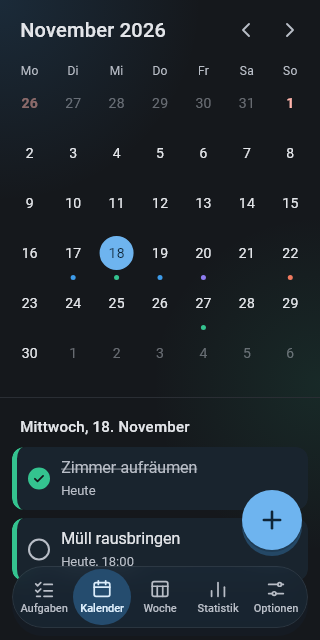 November 2026
Mo Di Mi Do Fr Sa So
26 27 28 29 30 31 1
2 3 4 5 6 7 8
9 10 11 12 13 14 15
16 17 18 19 20 21 22
23 24 25 26 27 28 29
30 1 2 3 4 5 6
Mittwoch, 18. November
Zimmer aufräumen
Heute
Müll rausbringen
Heute, 18:00
Aufgaben Kalender Woche Statistik Optionen